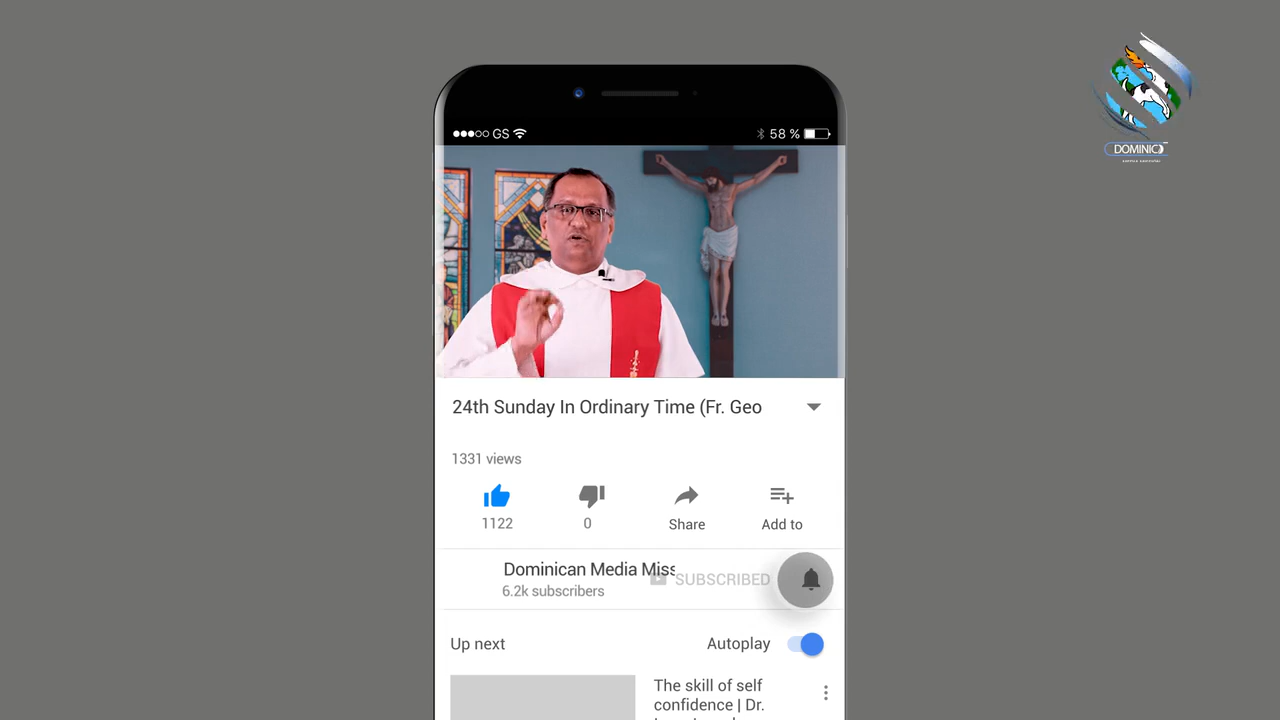 DOMINIC
GS
58 %
24th Sunday In Ordinary Time (Fr. Geo
1331 views
1122
0
Share
Add to
Dominican Media Miss
SUBSCRIBED
6.2k subscribers
Up next
Autoplay
The skill of self
confidence | Dr.